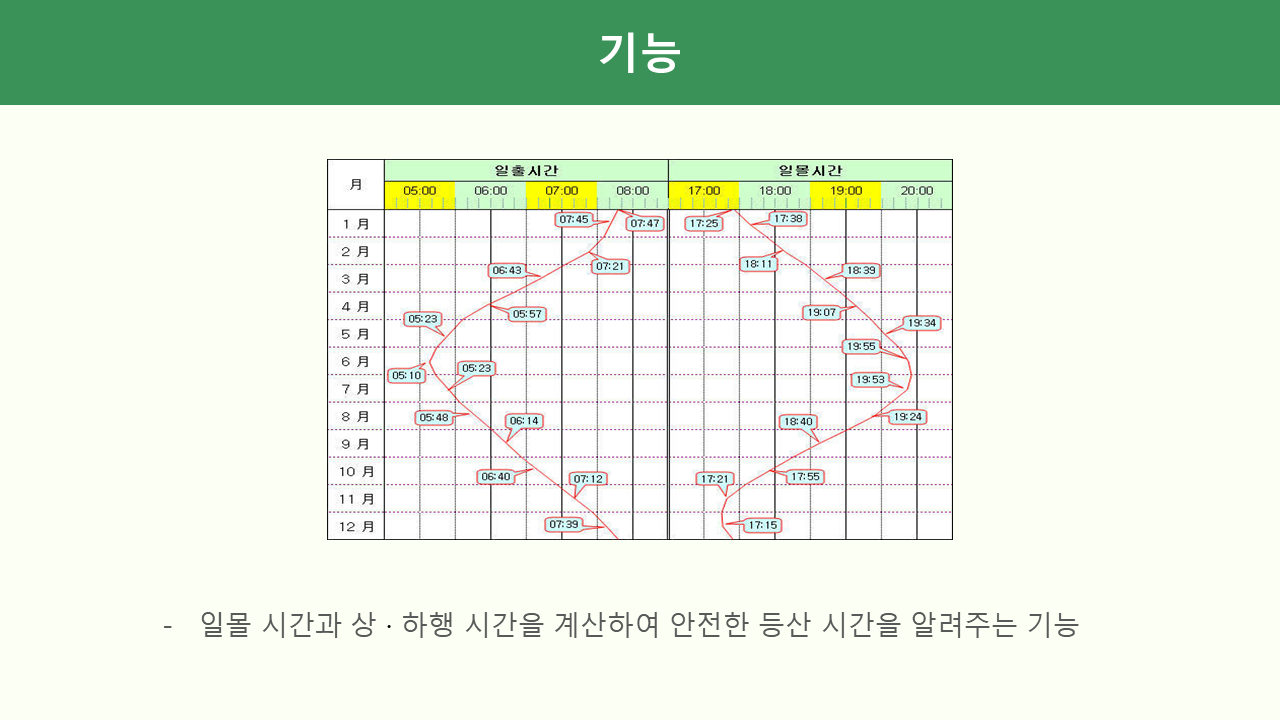 기능
月 일출시간 일몰시간
05:00 06:00 07:00 08:00 17:00 18:00 19:00 20:00
1 月 07:45 07:47 17:25 17:38
2 月 07:21 18:11
3 月 06:43 18:39
4 月 05:57 19:07
5 月 05:23 19:34
6 月 05:10 19:55
7 月 05:23 19:53
8 月 05:48 19:24
9 月 06:14 18:40
10 月 06:40 17:55
11 月 07:12 17:21
12 月 07:39 17:15
- 일몰 시간과 상 · 하행 시간을 계산하여 안전한 등산 시간을 알려주는 기능